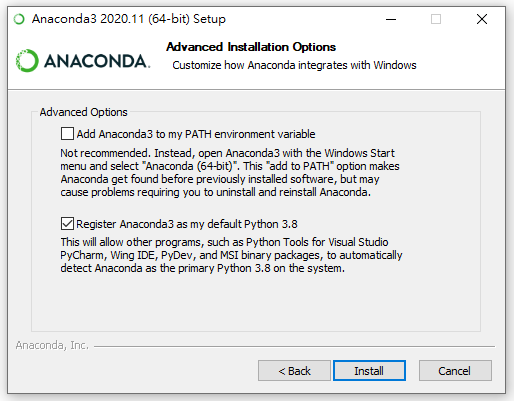 Anaconda3 2020.11 (64-bit) Setup
ANACONDA.
Advanced Installation Options
Customize how Anaconda integrates with Windows
Advanced Options
Add Anaconda3 to my PATH environment variable
Not recommended. Instead, open Anaconda3 with the Windows Start
menu and select "Anaconda (64-bit)". This "add to PATH" option makes
Anaconda get found before previously installed software, but may
cause problems requiring you to uninstall and reinstall Anaconda.
Register Anaconda3 as my default Python 3.8
This will allow other programs, such as Python Tools for Visual Studio
PyCharm, Wing IDE, PyDev, and MSI binary packages, to automatically
detect Anaconda as the primary Python 3.8 on the system.
Anaconda, Inc.
< Back
Install
Cancel